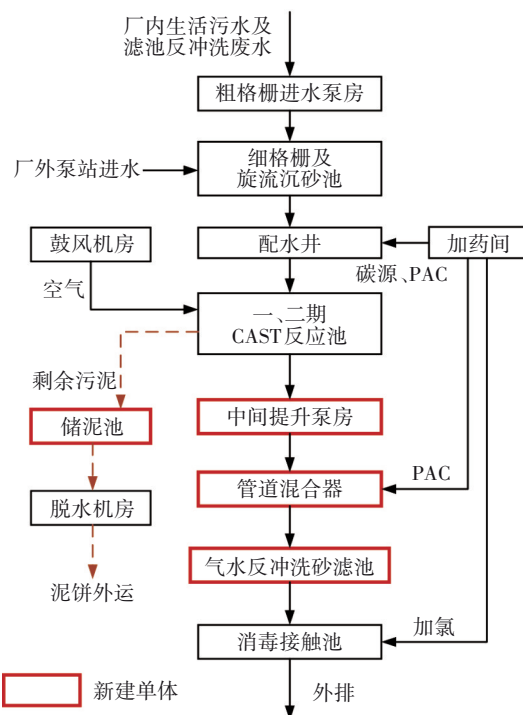 厂内生活污水及
滤池反冲洗废水
粗格栅进水泵房
厂外泵站进水
细格栅及
旋流沉砂池
鼓风机房
配水井
加药间
碳源、PAC
空气
一、二期
CAST反应池
剩余污泥
储泥池
中间提升泵房
PAC
管道混合器
脱水机房
气水反冲洗砂滤池
泥饼外运
加氯
消毒接触池
新建单体
外排